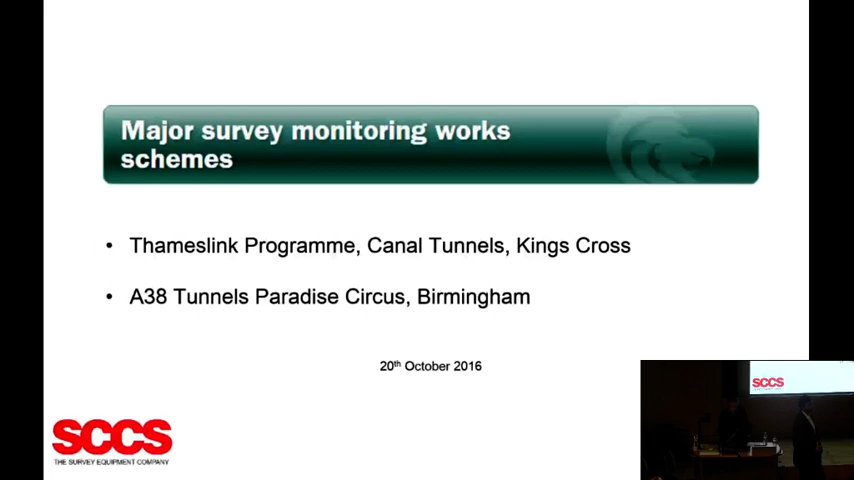 Major survey monitoring works
schemes
• Thameslink Programme, Canal Tunnels, Kings Cross
• A38 Tunnels Paradise Circus, Birmingham
20th October 2016
SCCS
THE SURVEY EQUIPMENT COMPANY
SCCS